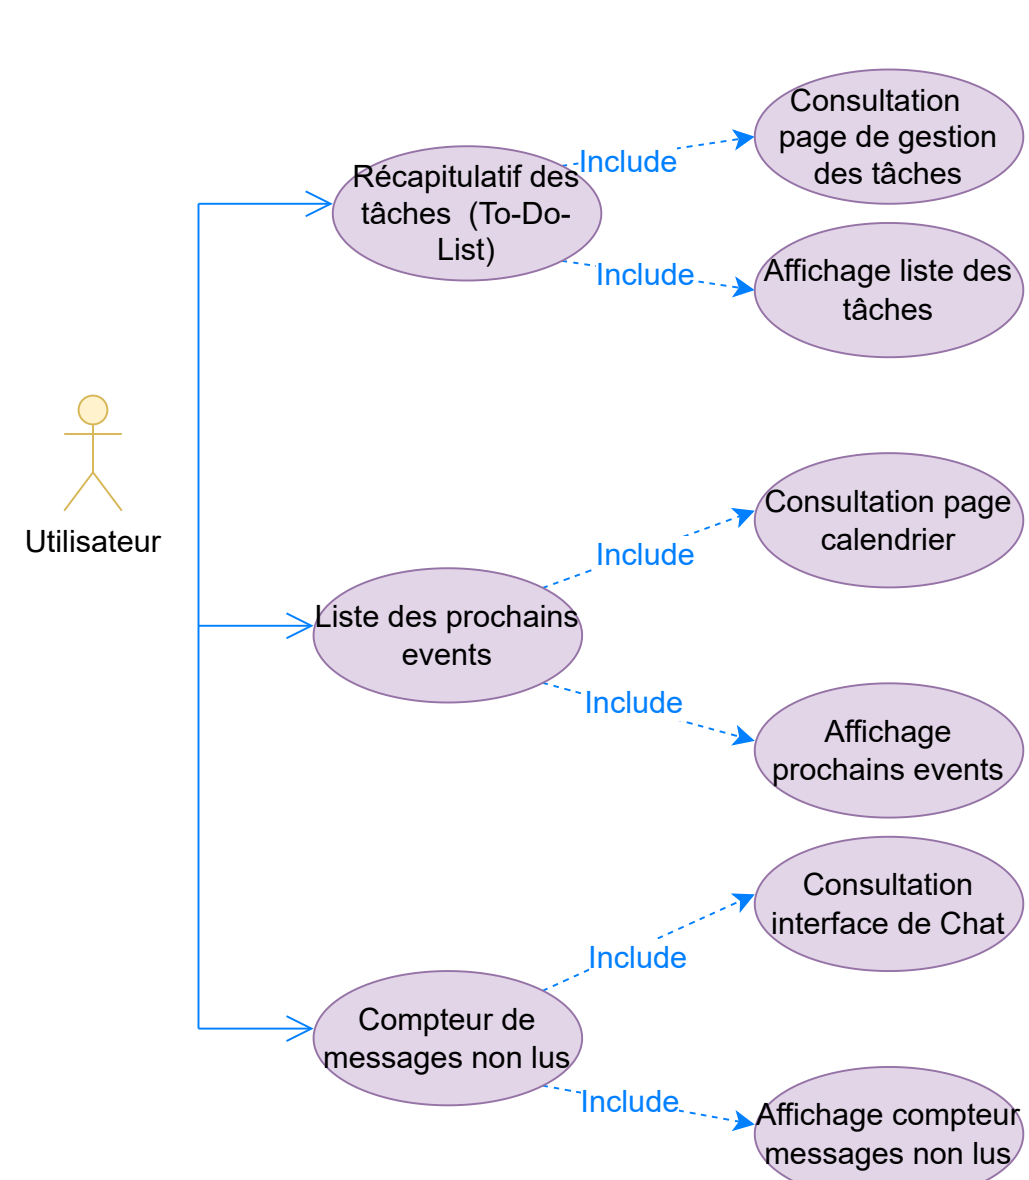 Consultation
page de gestion
des tâches
Include
Récapitulatif des
tâches (To-Do-
List)
Include
Affichage liste des
tâches
Utilisateur
Consultation page
calendrier
Include
Liste des prochains
events
Include
Affichage
prochains events
Consultation
interface de Chat
Include
Compteur de
messages non lus
Include
Affichage compteur
messages non lus